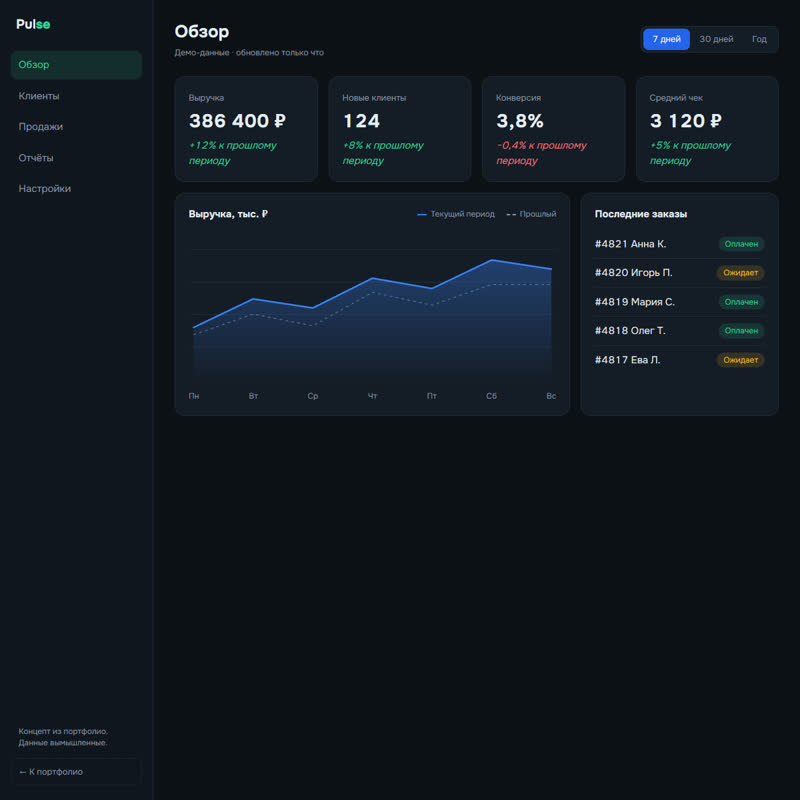 Pulse
Обзор
Клиенты
Продажи
Отчёты
Настройки
Концепт из портфолио.
Данные вымышленные.
← К портфолио
Обзор
Демо-данные · обновлено только что
7 дней
30 дней
Год
Выручка
386 400 ₽
+12% к прошлому
периоду
Новые клиенты
124
+8% к прошлому
периоду
Конверсия
3,8%
−0,4% к прошлому
периоду
Средний чек
3 120 ₽
+5% к прошлому
периоду
Выручка, тыс. ₽
Текущий период
Прошлый
Пн
Вт
Ср
Чт
Пт
Сб
Вс
Последние заказы
#4821 Анна К.
Оплачен
#4820 Игорь П.
Ожидает
#4819 Мария С.
Оплачен
#4818 Олег Т.
Оплачен
#4817 Ева Л.
Ожидает